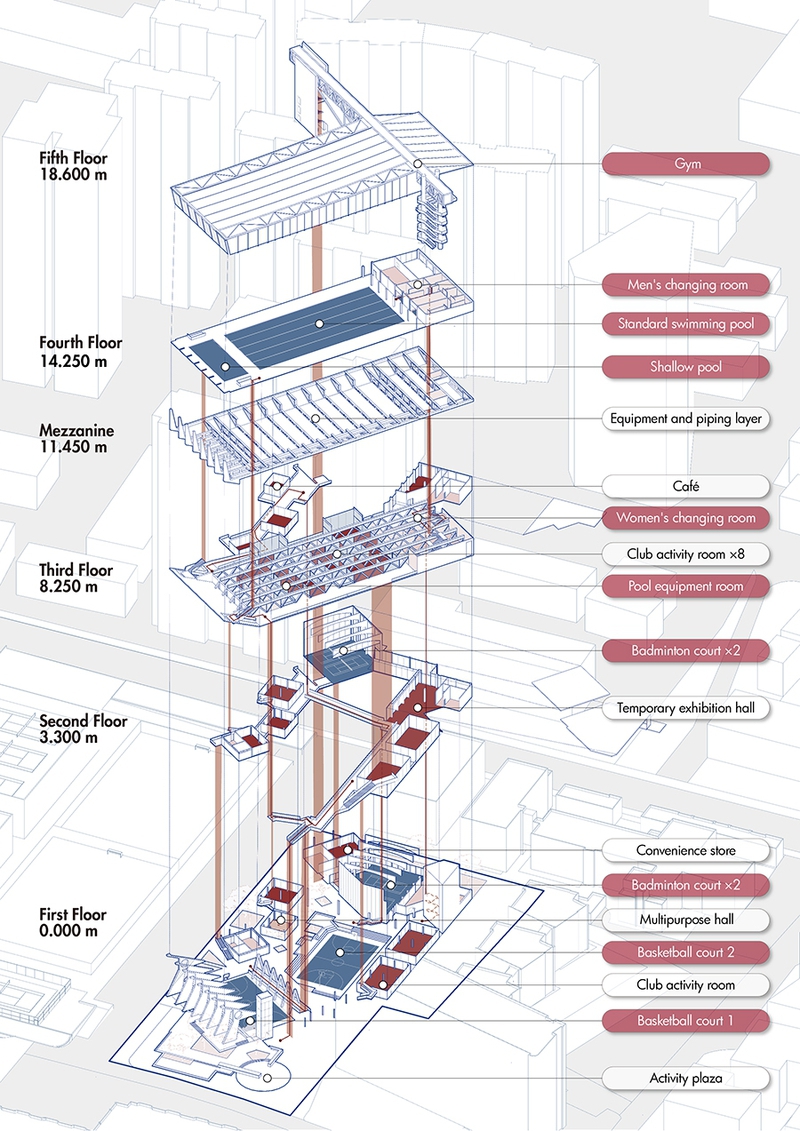 Fifth Floor
18.600 m
Gym
Men's changing room
Standard swimming pool
Fourth Floor
14.250 m
Shallow pool
Mezzanine
11.450 m
Equipment and piping layer
Café
Women's changing room
Club activity room ×8
Third Floor
8.250 m
Pool equipment room
Badminton court ×2
Temporary exhibition hall
Second Floor
3.300 m
Convenience store
Badminton court ×2
First Floor
0.000 m
Multipurpose hall
Basketball court 2
Club activity room
Basketball court 1
Activity plaza